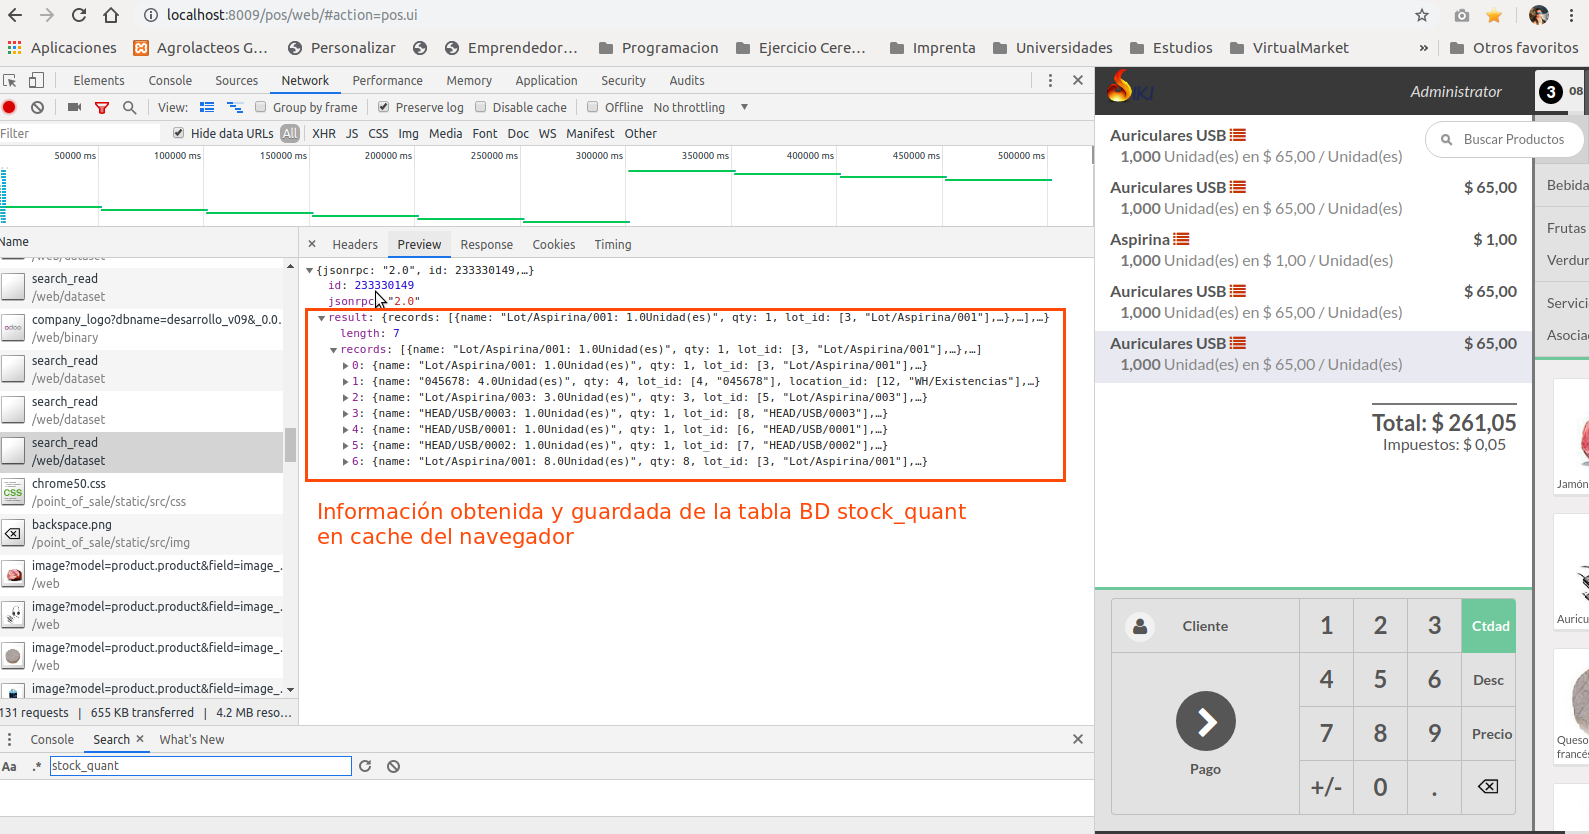 localhost:8009/pos/web/#action=pos.ui
Aplicaciones
Agrolacteos G...
Personalizar
Emprendedor...
Programacion
Ejercicio Cere...
Imprenta
Universidades
Estudios
VirtualMarket
»
Otros favoritos
Elements Console Sources Network Performance Memory Application Security Audits
View: Group by frame Preserve log Disable cache Offline No throttling
Filter Hide data URLs All XHR JS CSS Img Media Font Doc WS Manifest Other
50000 ms 100000 ms 150000 ms 200000 ms 250000 ms 300000 ms 350000 ms 400000 ms 450000 ms 500000 ms
Name
/web/dataset
search_read
/web/dataset
company_logo?dbname=desarrollo_v09&_0.0...
/web/binary
search_read
/web/dataset
search_read
/web/dataset
search_read
/web/dataset
chrome50.css
/point_of_sale/static/src/css
backspace.png
/point_of_sale/static/src/img
image?model=product.product&field=image_...
/web
image?model=product.product&field=image_...
/web
image?model=product.product&field=image_...
/web
image?model=product.product&field=image_...
131 requests | 655 KB transferred | 4.2 MB reso...
Headers Preview Response Cookies Timing
{jsonrpc: "2.0", id: 233330149,…}
id: 233330149
jsonrpc: "2.0"
result: {records: [{name: "Lot/Aspirina/001: 1.0Unidad(es)", qty: 1, lot_id: [3, "Lot/Aspirina/001"],…},…],…}
length: 7
records: [{name: "Lot/Aspirina/001: 1.0Unidad(es)", qty: 1, lot_id: [3, "Lot/Aspirina/001"],…},…]
0: {name: "Lot/Aspirina/001: 1.0Unidad(es)", qty: 1, lot_id: [3, "Lot/Aspirina/001"],…}
1: {name: "045678: 4.0Unidad(es)", qty: 4, lot_id: [4, "045678"], location_id: [12, "WH/Existencias"],…}
2: {name: "Lot/Aspirina/003: 3.0Unidad(es)", qty: 3, lot_id: [5, "Lot/Aspirina/003"],…}
3: {name: "HEAD/USB/0003: 1.0Unidad(es)", qty: 1, lot_id: [8, "HEAD/USB/0003"],…}
4: {name: "HEAD/USB/0001: 1.0Unidad(es)", qty: 1, lot_id: [6, "HEAD/USB/0001"],…}
5: {name: "HEAD/USB/0002: 1.0Unidad(es)", qty: 1, lot_id: [7, "HEAD/USB/0002"],…}
6: {name: "Lot/Aspirina/001: 8.0Unidad(es)", qty: 8, lot_id: [3, "Lot/Aspirina/001"],…}
Información obtenida y guardada de la tabla BD stock_quant
en cache del navegador
Console Search What's New
Aa .* stock_quant
Administrator 3 08
Auriculares USB
1,000 Unidad(es) en $ 65,00 / Unidad(es)
Buscar Productos
Auriculares USB $ 65,00
1,000 Unidad(es) en $ 65,00 / Unidad(es)
Aspirina $ 1,00
1,000 Unidad(es) en $ 1,00 / Unidad(es)
Auriculares USB $ 65,00
1,000 Unidad(es) en $ 65,00 / Unidad(es)
Auriculares USB $ 65,00
1,000 Unidad(es) en $ 65,00 / Unidad(es)
Total: $ 261,05
Impuestos: $ 0,05
Bebida
Frutas
Verdur
Servici
Asocia
Jamón
Auricu
Queso
francés
Cliente 1 2 3 Ctdad
4 5 6 Desc
7 8 9 Precio
Pago
+/- 0 .